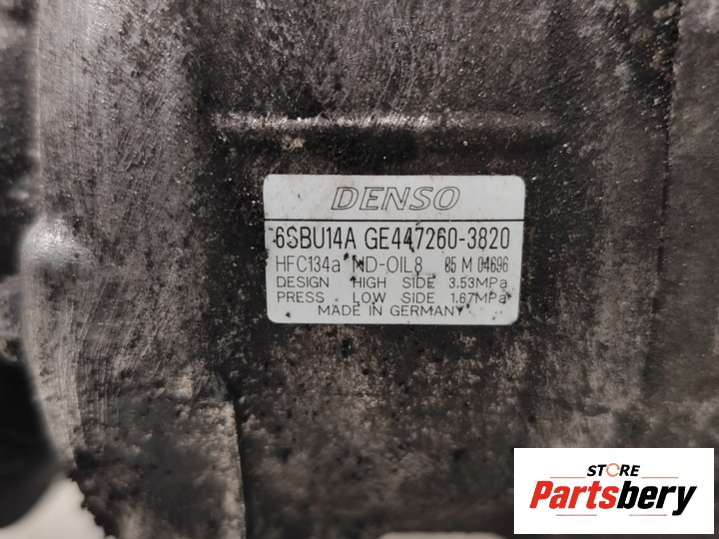 DENSO
6SBU14A GE447260-3820
HFC134a ND-OIL8 85 M 04696
DESIGN HIGH SIDE 3.53MPa
PRESS LOW SIDE 1.67MPa
MADE IN GERMANY
STORE
Partsbery